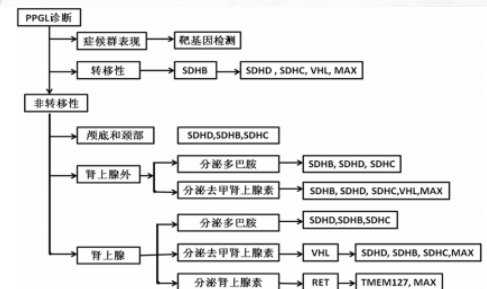 PPGL诊断
症候群表现 靶基因检测
转移性 SDHB SDHD , SDHC, VHL, MAX
非转移性
颅底和颈部 SDHD,SDHB,SDHC
肾上腺外
分泌多巴胺 SDHB, SDHD, SDHC
分泌去甲肾上腺素 SDHB, SDHD, SDHC,VHL,MAX
肾上腺
分泌多巴胺 SDHD,SDHB,SDHC
分泌去甲肾上腺素 VHL SDHD, SDHB, SDHC,MAX
分泌肾上腺素 RET TMEM127, MAX